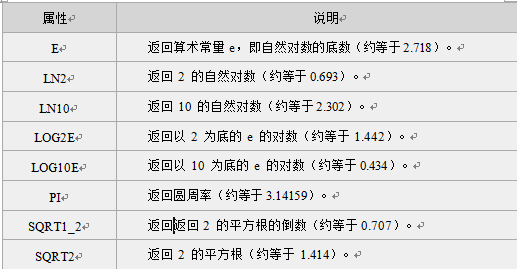 属性 说明
E 返回算术常量 e，即自然对数的底数（约等于2.718）。
LN2 返回 2 的自然对数（约等于0.693）。
LN10 返回 10 的自然对数（约等于2.302）。
LOG2E 返回以 2 为底的 e 的对数（约等于 1.442）。
LOG10E 返回以 10 为底的 e 的对数（约等于0.434）。
PI 返回圆周率（约等于3.14159）。
SQRT1_2 返回返回 2 的平方根的倒数（约等于0.707）。
SQRT2 返回 2 的平方根（约等于 1.414）。